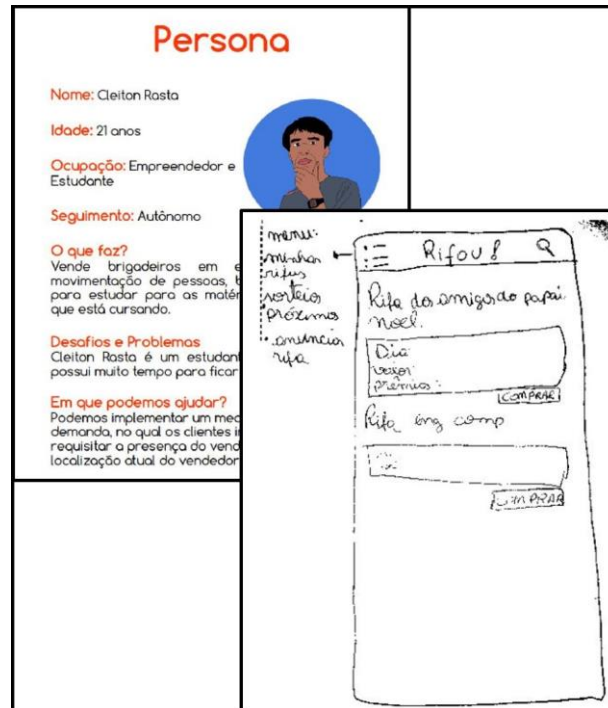 Persona
Nome: Cleiton Rasta
Idade: 21 anos
Ocupação: Empreendedor e
Estudante
Seguimento: Autônomo
O que faz?
Vende brigadeiros em e
movimentação de pessoas, b
para estudar para as matér
que está cursando.
Desafios e Problemas
Cleiton Rasta é um estudant
possui muito tempo para ficar
Em que podemos ajudar?
Podemos implementar um mec
demanda, no qual os clientes i
requisitar a presença do vend
localização atual do vendedor
menu:
minhas
rifas
sorteios
próximos
anúncio
rifa
Rifou!
Rifa dos amigos do papai
noel.
Dia:
valor:
prêmios:
COMPRAR
Rifa eng comp
COMPRAR